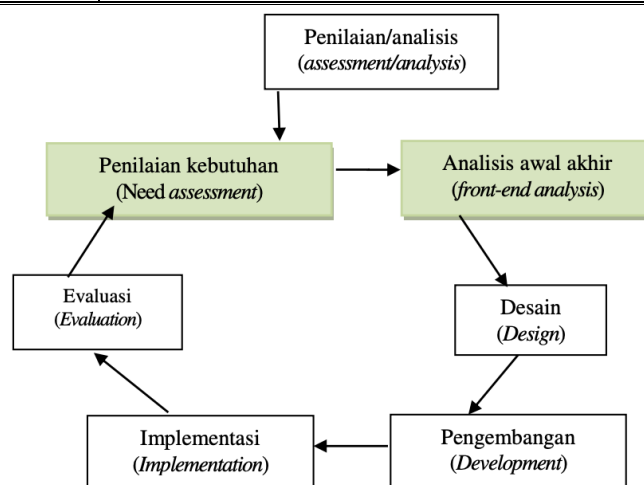 Penilaian/analisis
(assessment/analysis)
Penilaian kebutuhan
(Need assessment)
Analisis awal akhir
(front-end analysis)
Evaluasi
(Evaluation)
Desain
(Design)
Implementasi
(Implementation)
Pengembangan
(Development)